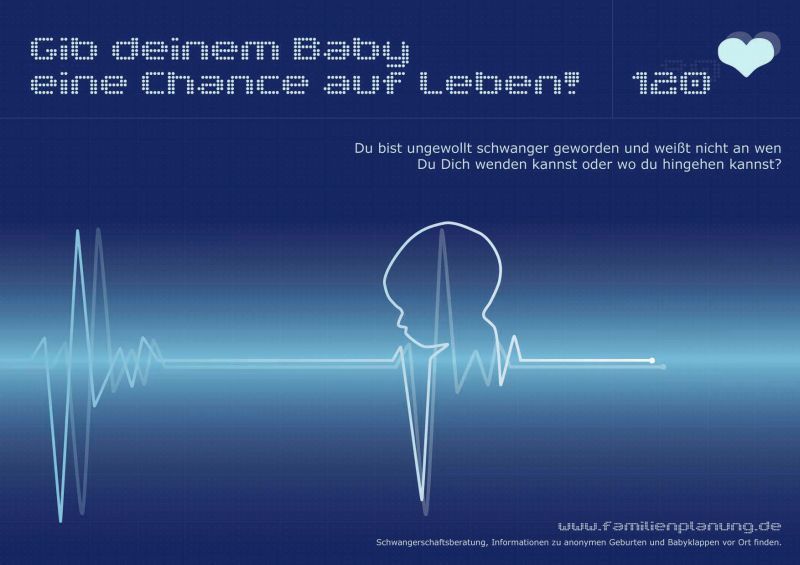 Gib deinem Baby
eine Chance auf Leben!
120
Du bist ungewollt schwanger geworden und weißt nicht an wen
Du Dich wenden kannst oder wo du hingehen kannst?
www.familienplanung.de
Schwangerschaftsberatung, Informationen zu anonymen Geburten und Babyklappen vor Ort finden.